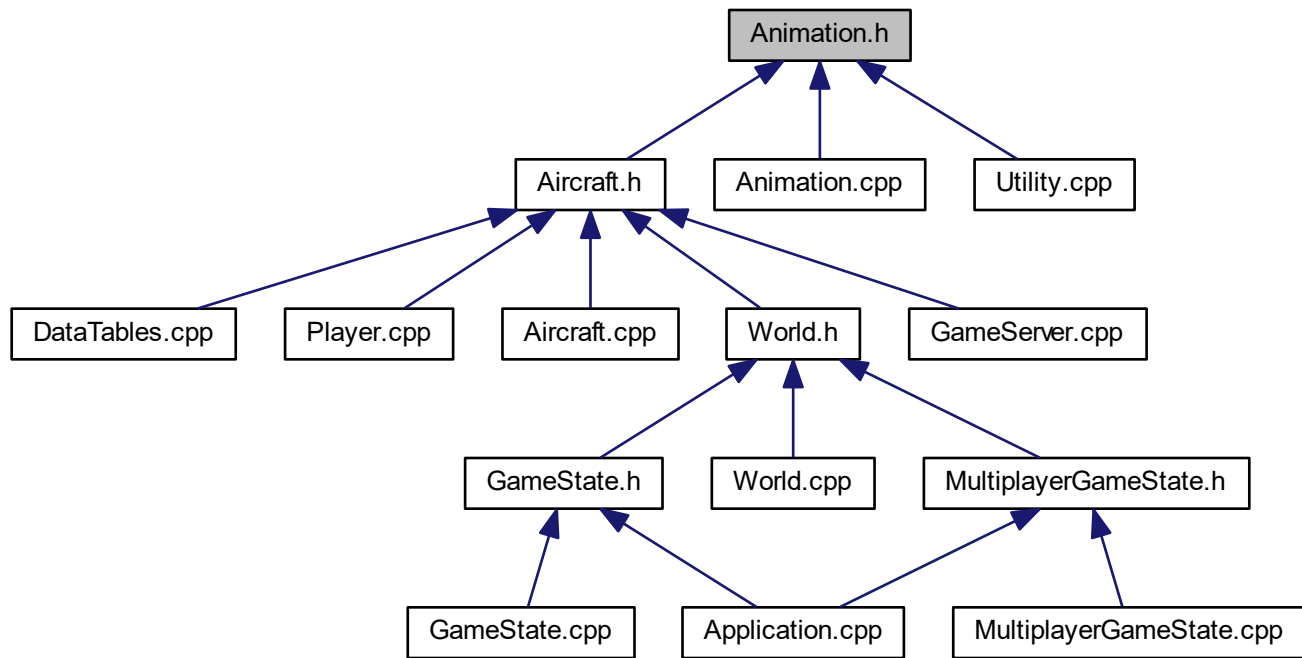 Animation.h
Aircraft.h
Animation.cpp
Utility.cpp
DataTables.cpp
Player.cpp
Aircraft.cpp
World.h
GameServer.cpp
GameState.h
World.cpp
MultiplayerGameState.h
GameState.cpp
Application.cpp
MultiplayerGameState.cpp